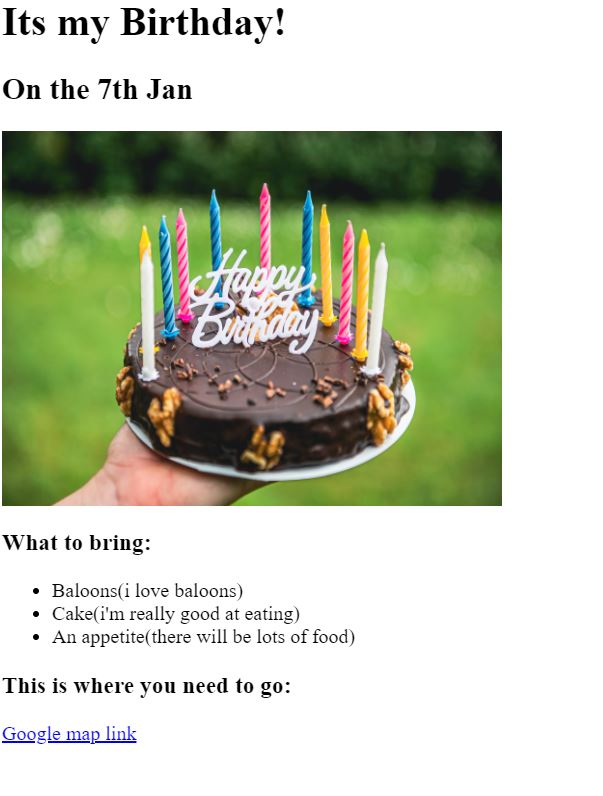 Its my Birthday!
On the 7th Jan
Happy
Birthday
What to bring:
Baloons(i love baloons)
Cake(i'm really good at eating)
An appetite(there will be lots of food)
This is where you need to go:
Google map link